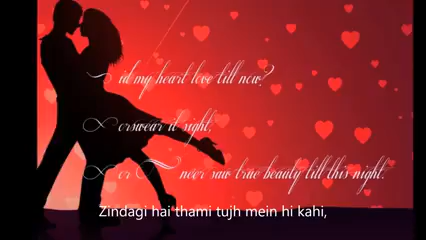 Did my heart love till now?
Forswear it sight,
For I neer saw true beauty till this night.
Zindagi hai thami tujh mein hi kahi,